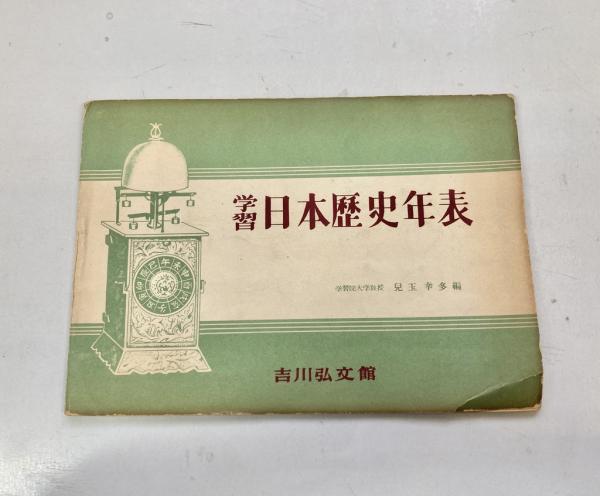 学習 日本歴史年表
学習院大学教授 兒玉幸多編
吉川弘文館